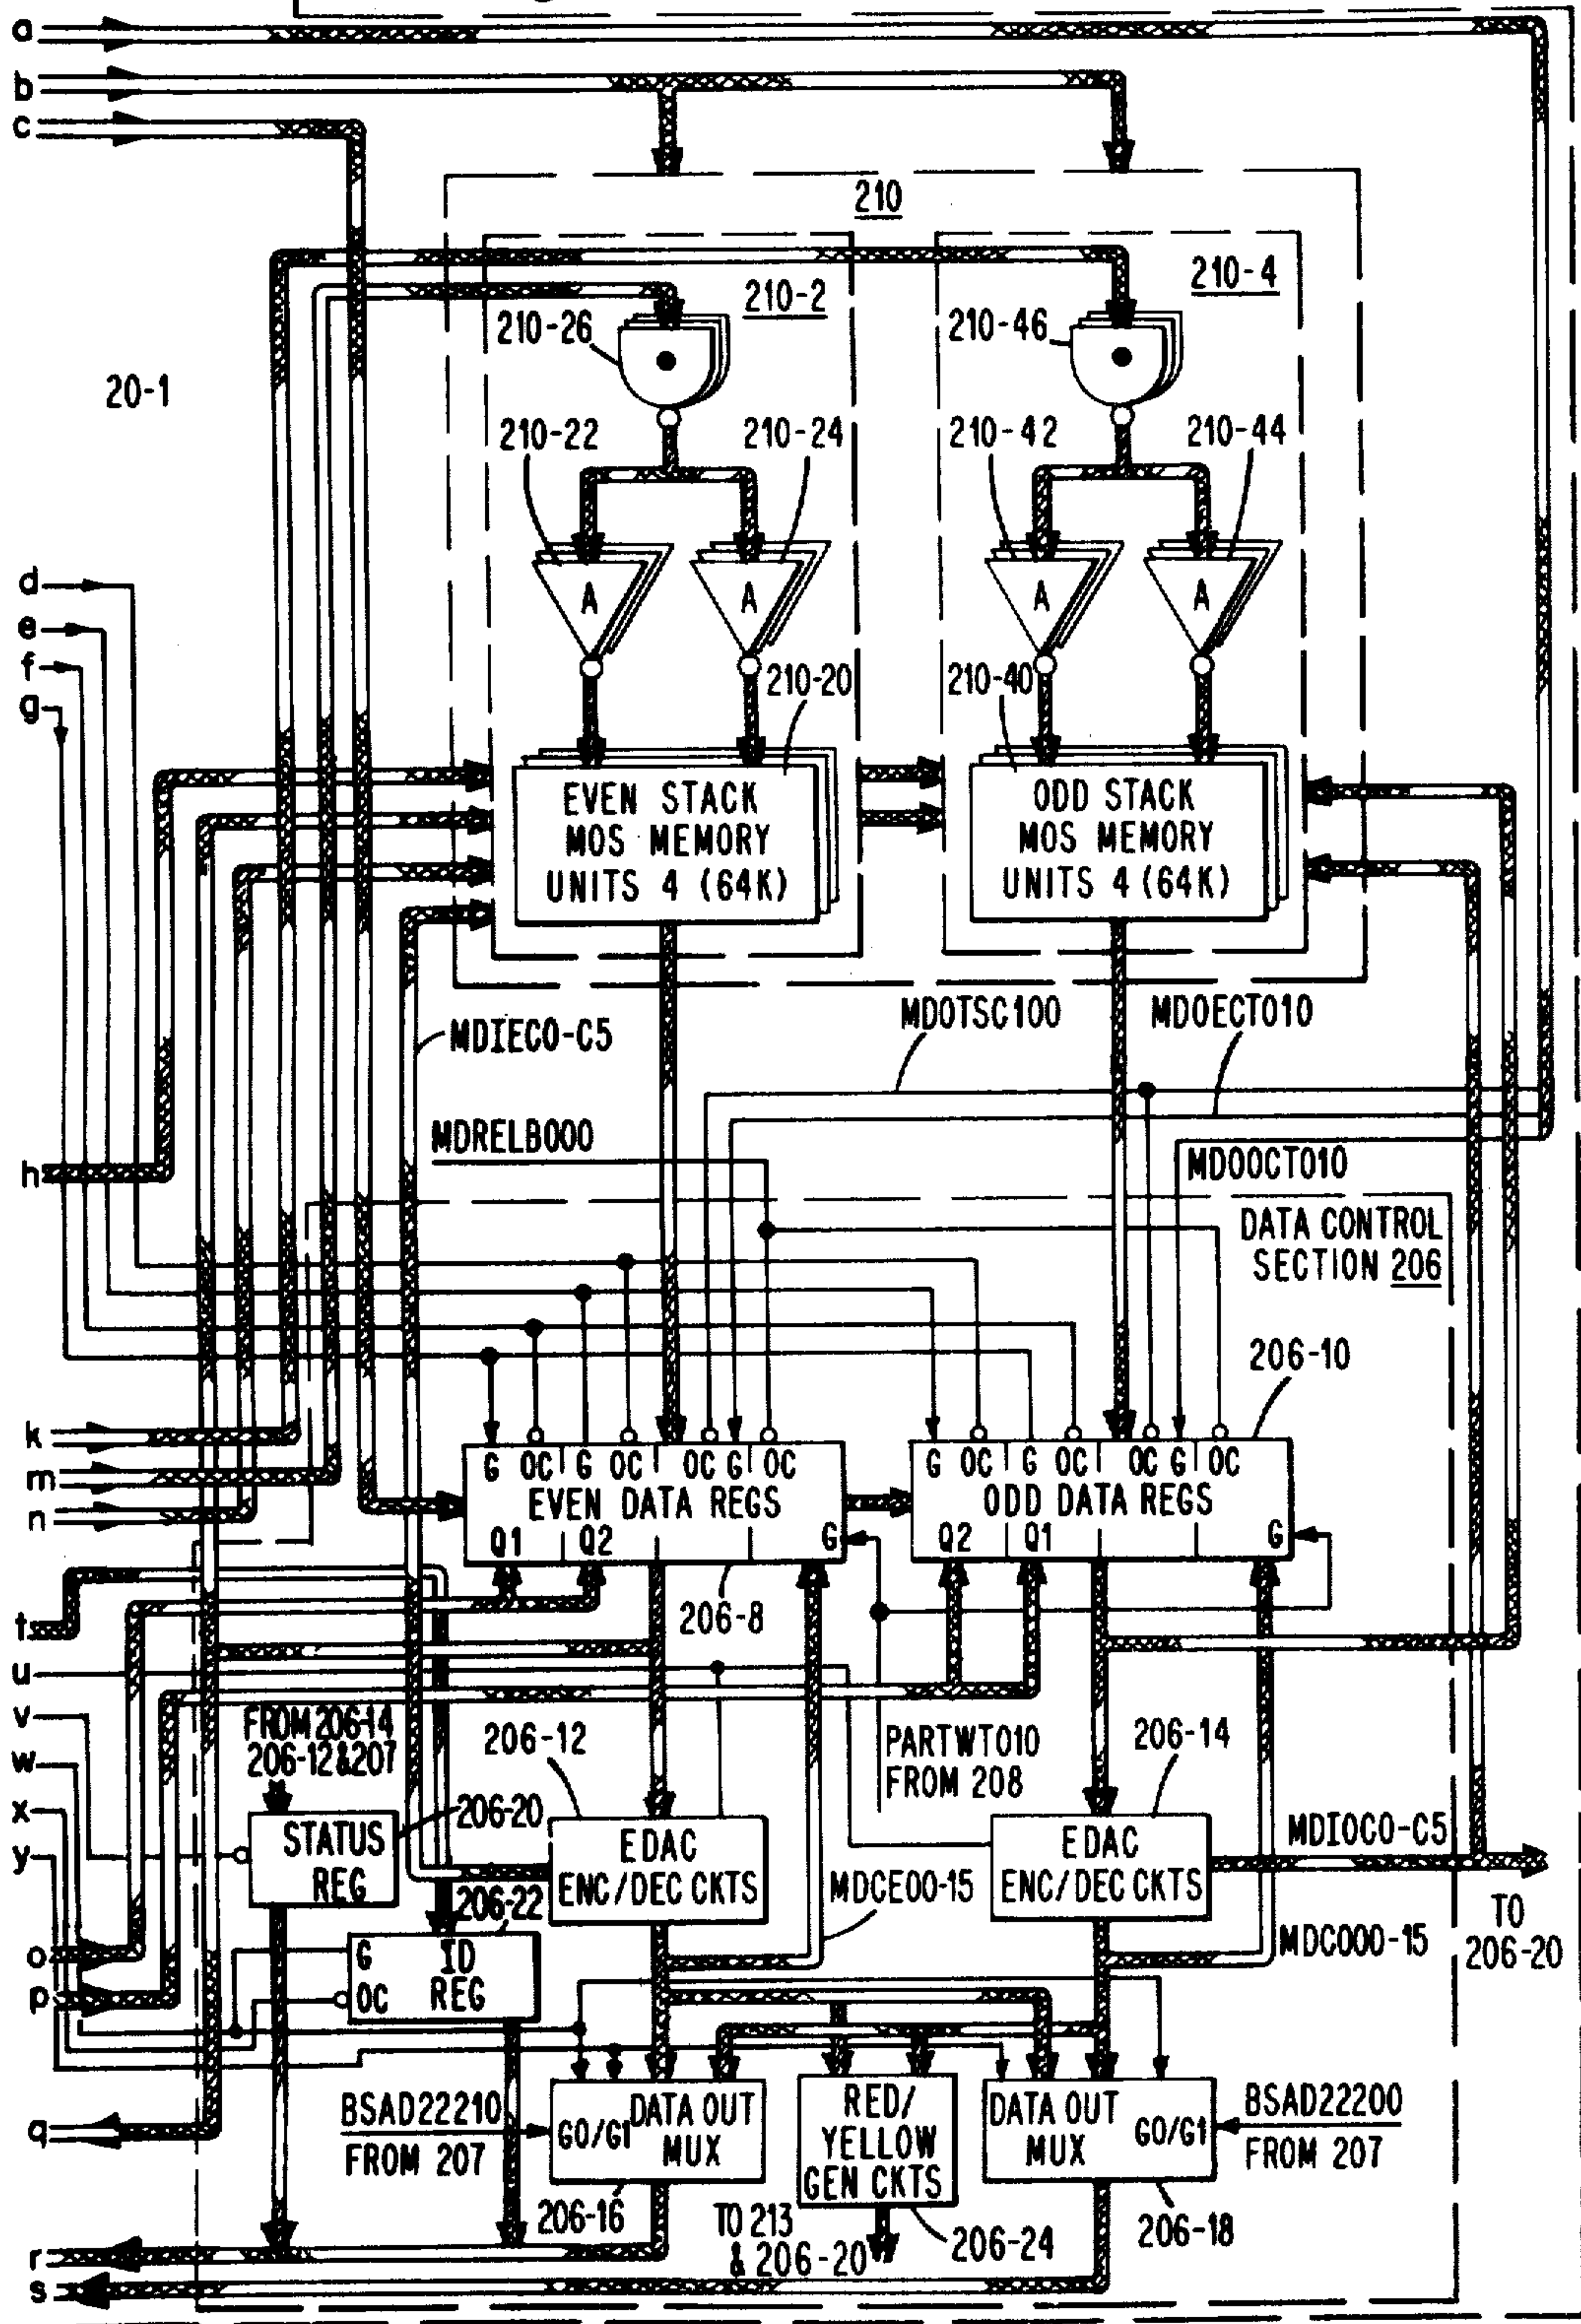 a
b
c
210
210-2
210-4
210-26
210-46
20-1
210-22
210-24
210-42
210-44
A
A
A
A
d
e
f
g
210-20
210-40
EVEN STACK
MOS MEMORY
UNITS 4 (64K)
ODD STACK
MOS MEMORY
UNITS 4 (64K)
MDIEC0-C5
MDOTSC100
MDOECT010
MDRELB000
h
MDOOCT010
DATA CONTROL
SECTION 206
206-10
k
m
n
G OC G OC OC G OC
EVEN DATA REGS
Q1 Q2 G
G OC G OC OC G OC
ODD DATA REGS
Q2 Q1 G
206-8
t
u
v
w
x
y
FROM 206-14
206-12 & 207
206-12
PARTWT010
FROM 208
206-14
STATUS
REG
206-20
EDAC
ENC/DEC CKTS
EDAC
ENC/DEC CKTS
MDIOC0-C5
MDCE00-15
MDCO00-15
TO
206-20
206-22
o
p
G ID
OC REG
BSAD22210
FROM 207
DATA OUT
G0/G1 MUX
RED/
YELLOW
GEN CKTS
DATA OUT
MUX G0/G1
BSAD22200
FROM 207
q
206-16
TO 213
& 206-20
206-24
206-18
r
s